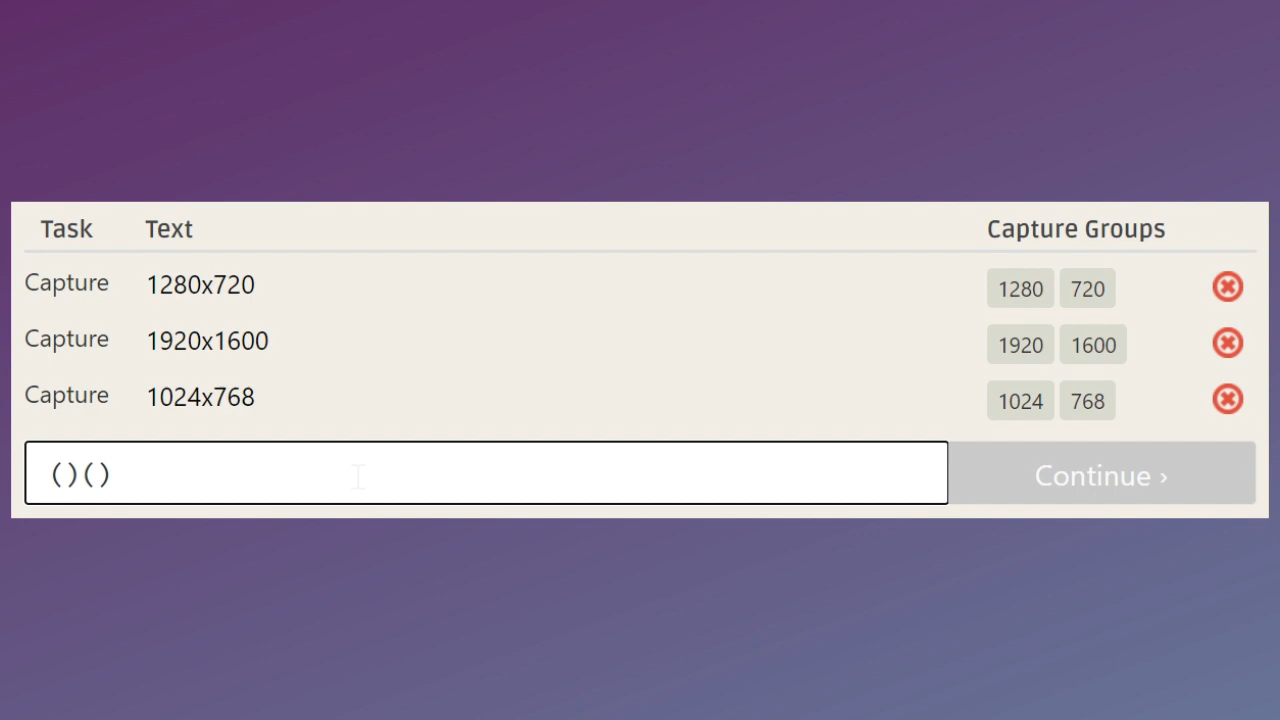 Task Text Capture Groups
Capture 1280x720 1280 720
Capture 1920x1600 1920 1600
Capture 1024x768 1024 768
()() Continue ›